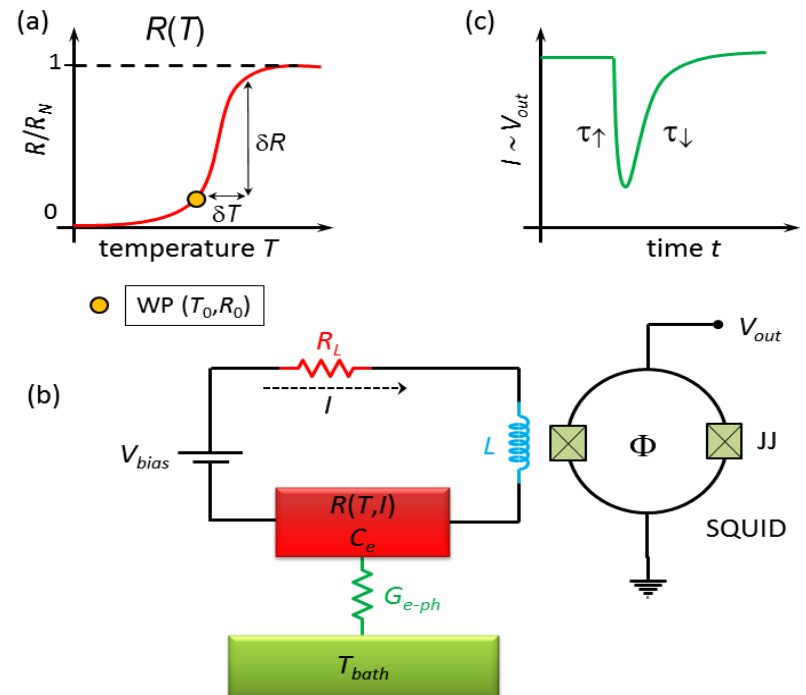 (a)
R(T)
1
R/R_N
δR
δT
0
temperature T
WP (T_0,R_0)
(c)
I ~ V_out
τ↑
τ↓
time t
(b)
R_L
I
V_bias
L
R(T,I)
C_e
G_e-ph
T_bath
Φ
V_out
JJ
SQUID